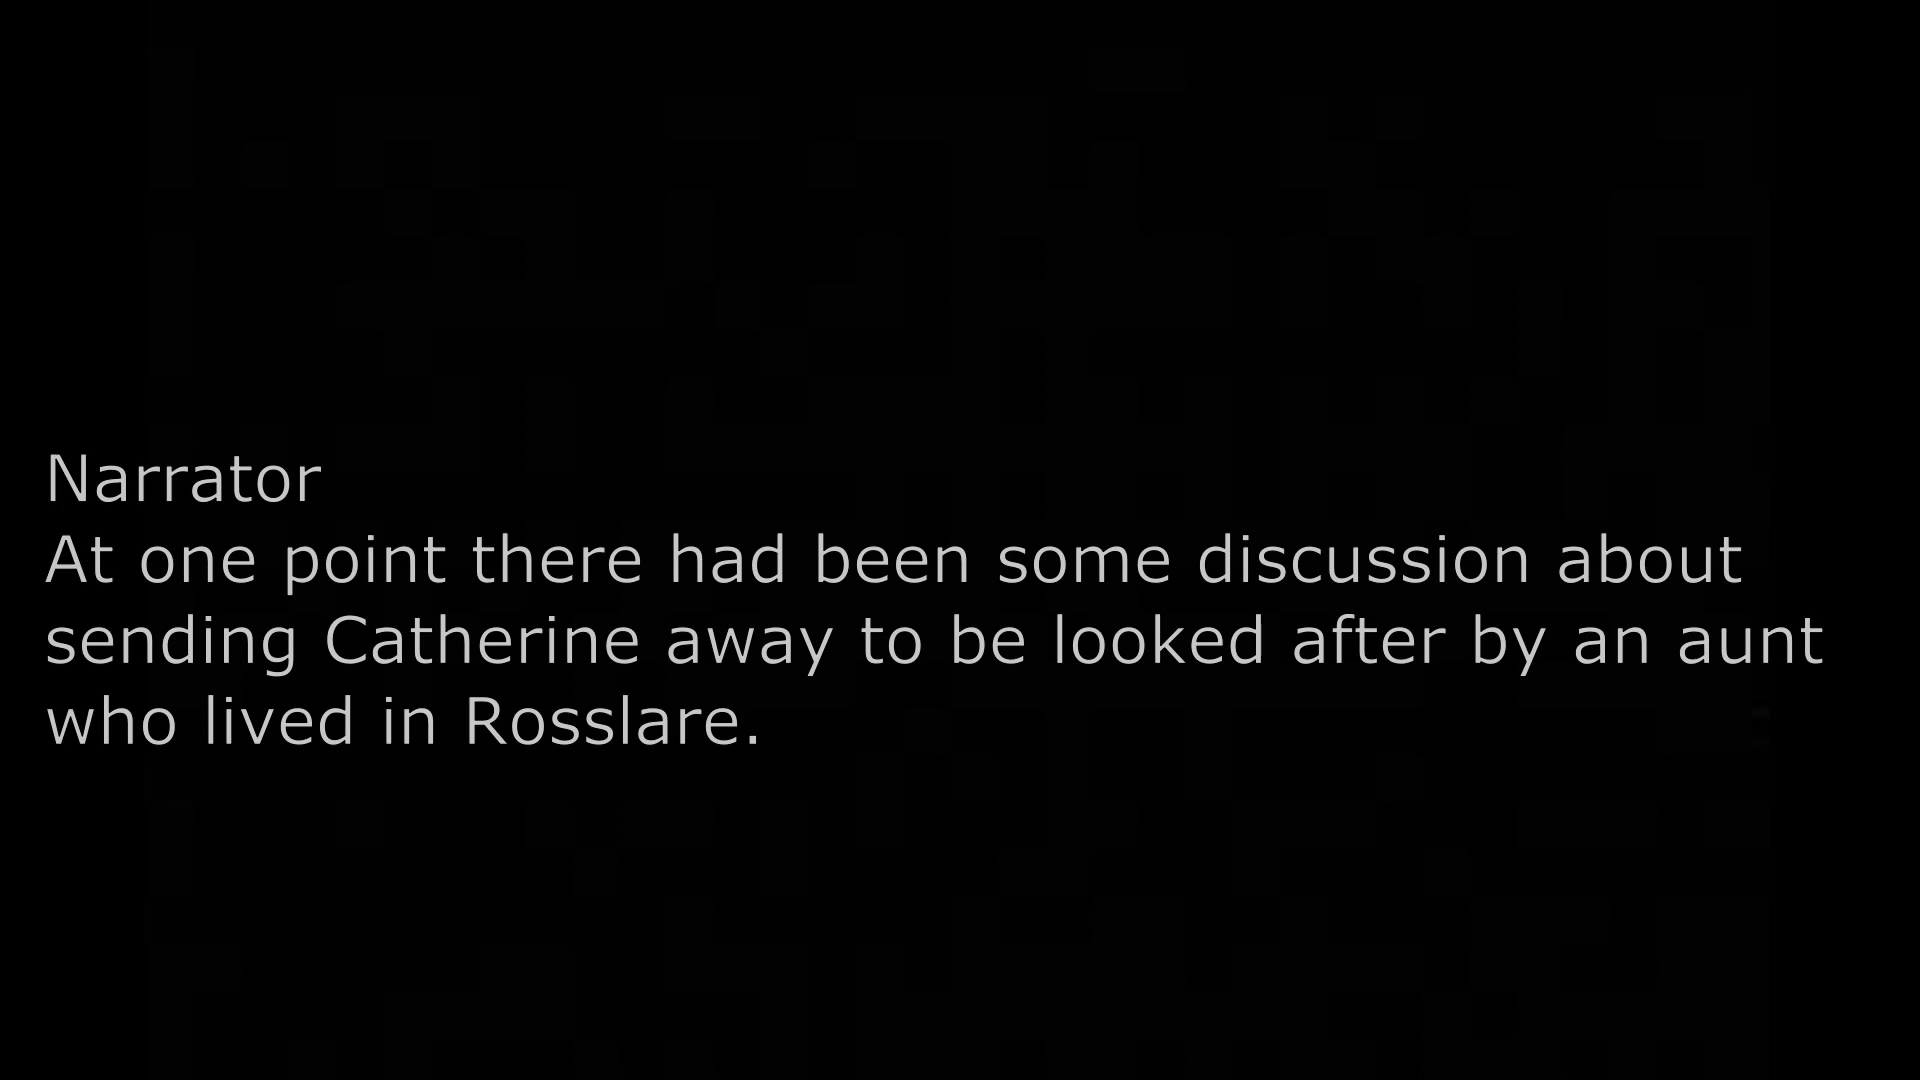 Narrator
At one point there had been some discussion about
sending Catherine away to be looked after by an aunt
who lived in Rosslare.